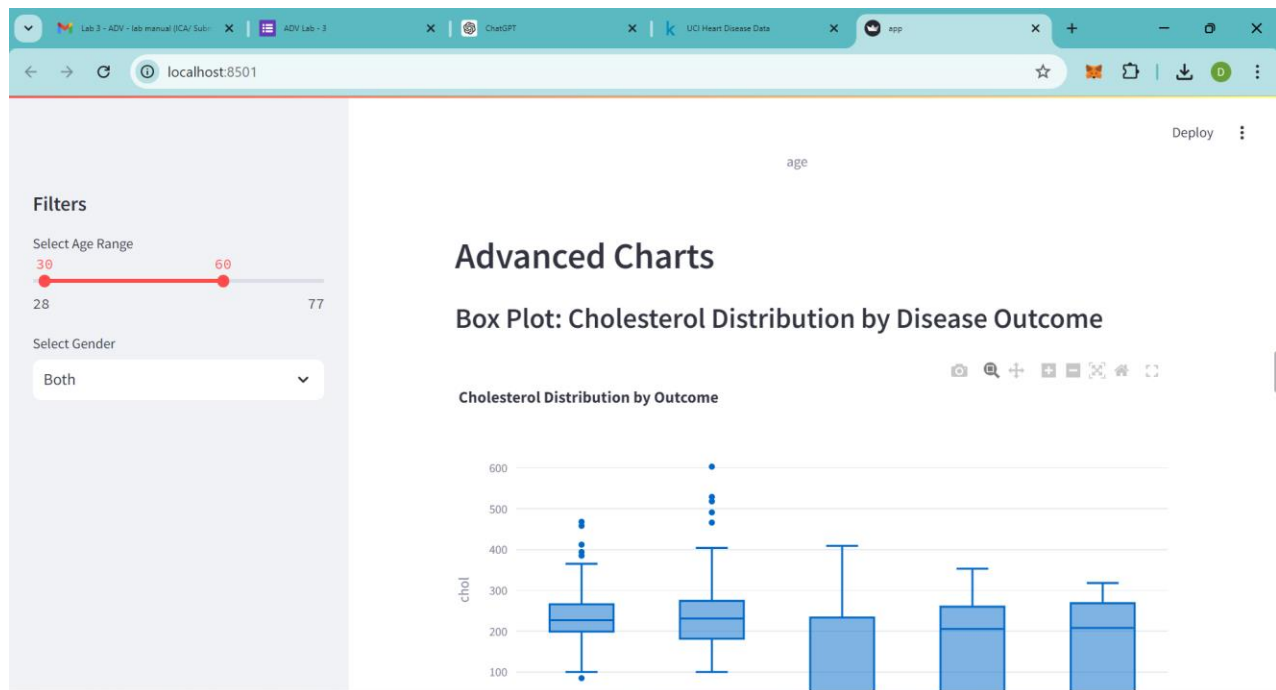 Lab 3 - ADV - lab manual (ICA/ Subm
ADV Lab - 3
ChatGPT
UCI Heart Disease Data
app
localhost:8501
D
Deploy
age
Filters
Select Age Range
30 60
28 77
Select Gender
Both
Advanced Charts
Box Plot: Cholesterol Distribution by Disease Outcome
Cholesterol Distribution by Outcome
600
500
400
300
200
100
chol